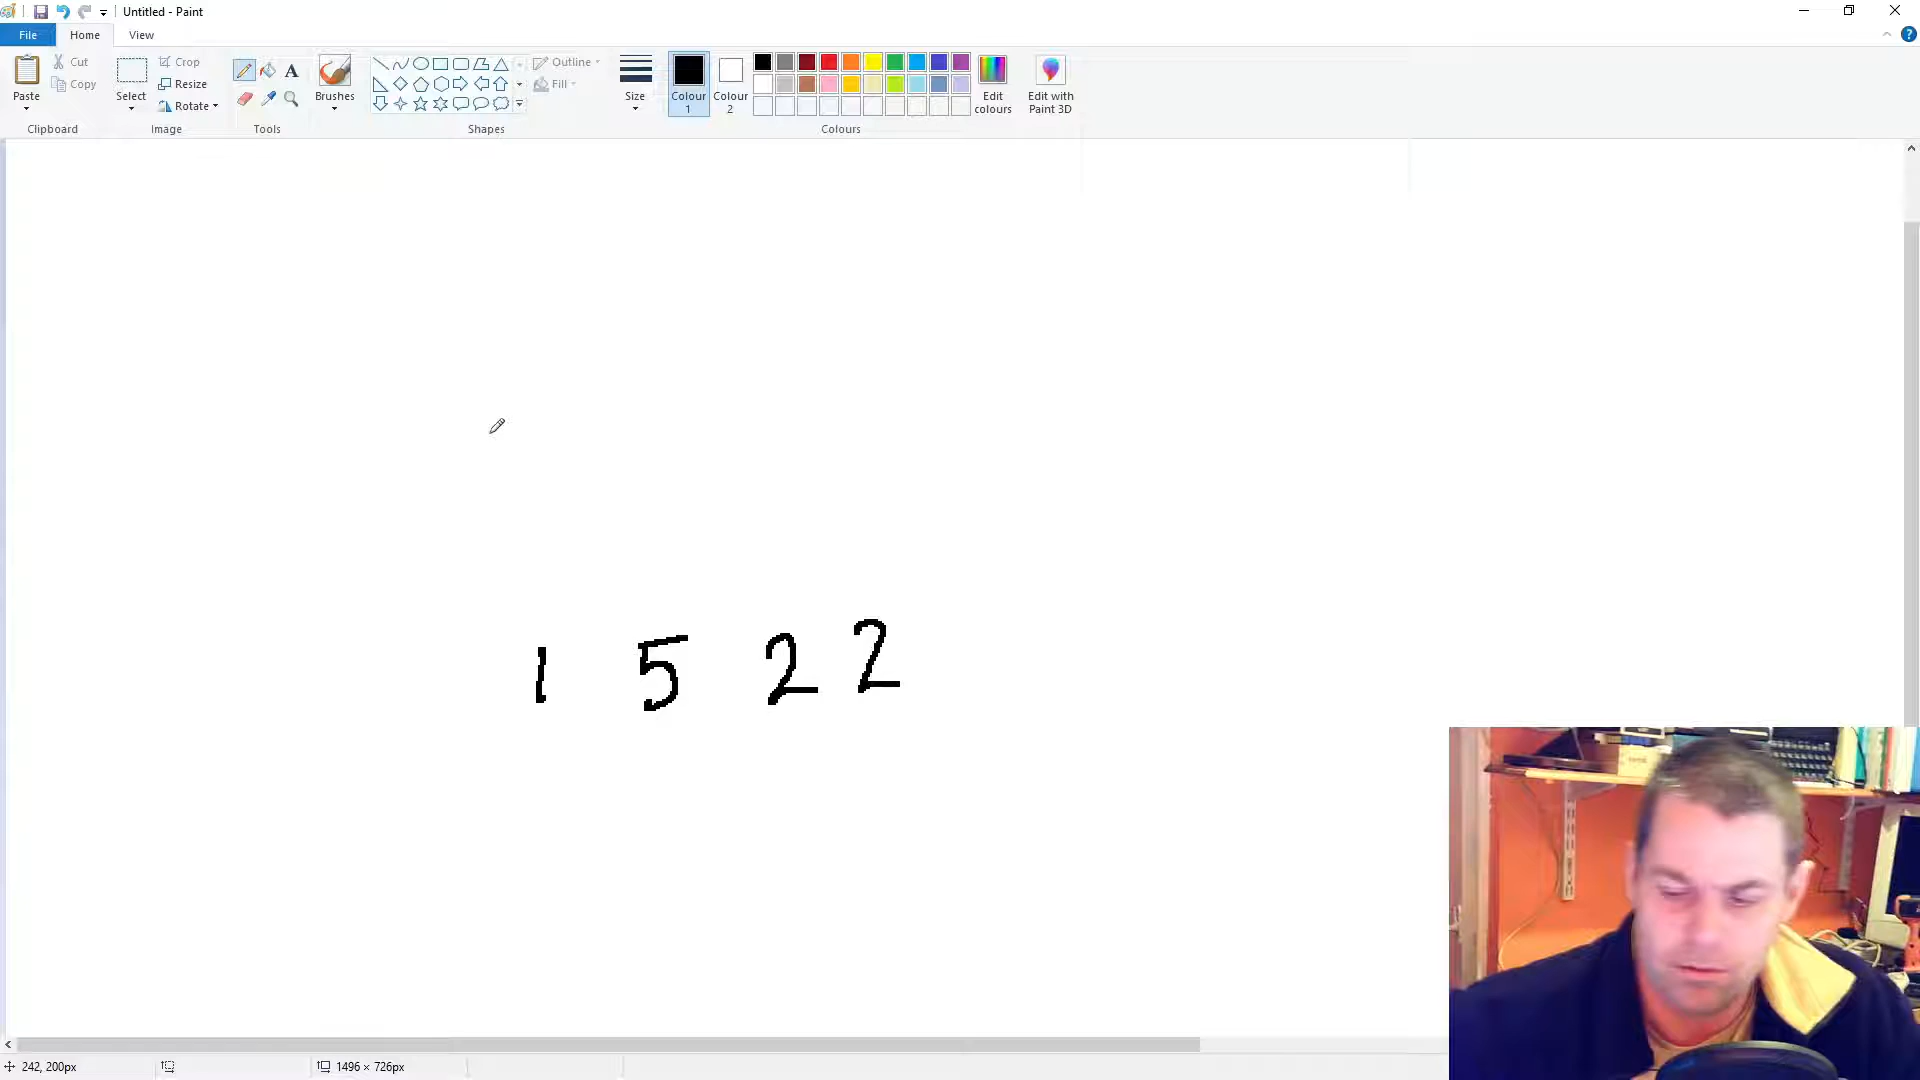 Untitled - Paint
File Home View
Paste Cut Copy Select Crop Resize Rotate Brushes Outline Fill Size Colour 1 Colour 2 Edit colours Edit with Paint 3D
Clipboard Image Tools Shapes Colours
1 5 2 2
242, 200px 1496 × 726px